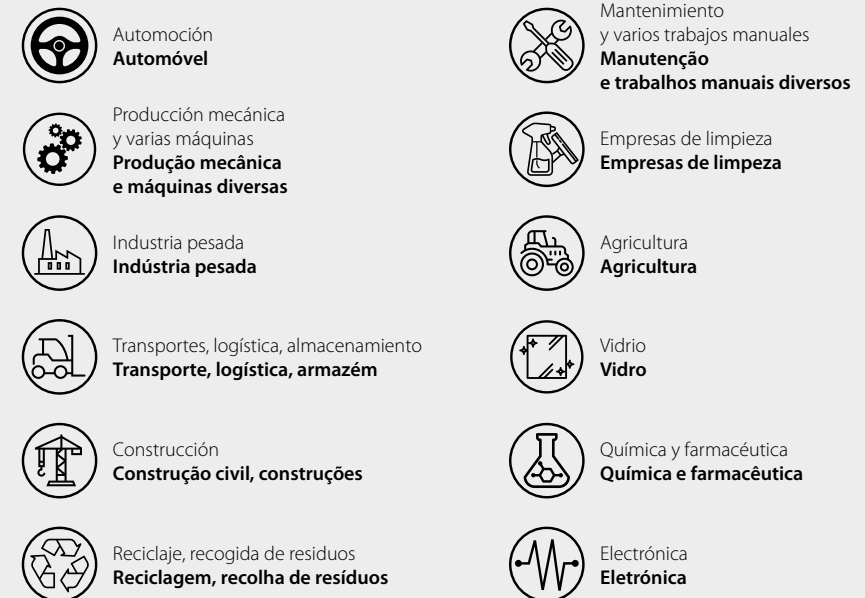 Automoción
Automóvel
Producción mecánica
y varias máquinas
Produção mecânica
e máquinas diversas
Industria pesada
Indústria pesada
Transportes, logística, almacenamiento
Transporte, logística, armazém
Construcción
Construção civil, construções
Reciclaje, recogida de residuos
Reciclagem, recolha de resíduos
Mantenimiento
y varios trabajos manuales
Manutenção
e trabalhos manuais diversos
Empresas de limpieza
Empresas de limpeza
Agricultura
Agricultura
Vidrio
Vidro
Química y farmacéutica
Química e farmacêutica
Electrónica
Eletrónica